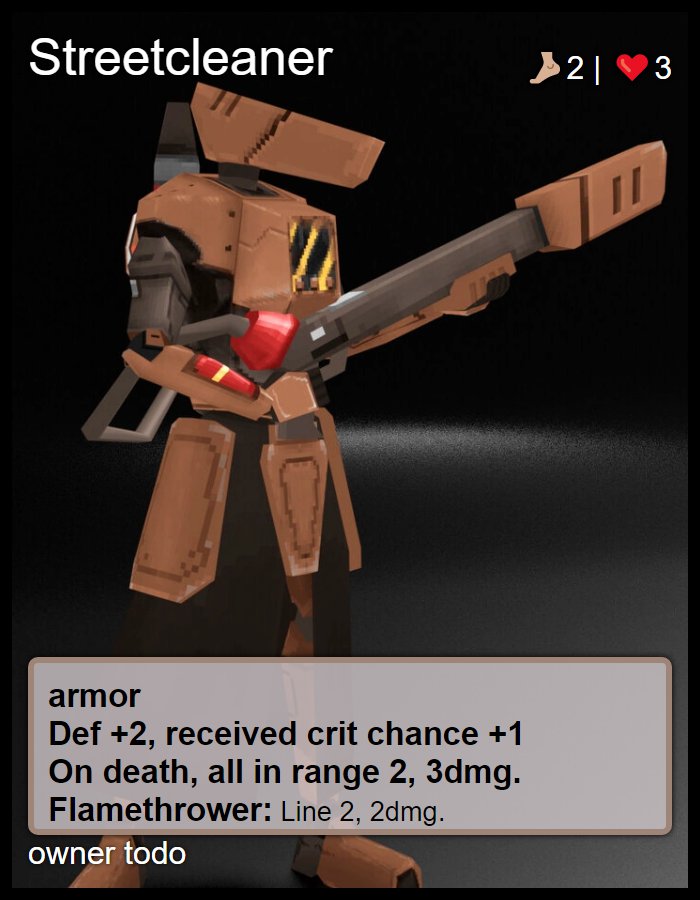 Streetcleaner
🦶2 | ❤️3
armor
Def +2, received crit chance +1
On death, all in range 2, 3dmg.
Flamethrower: Line 2, 2dmg.
owner todo